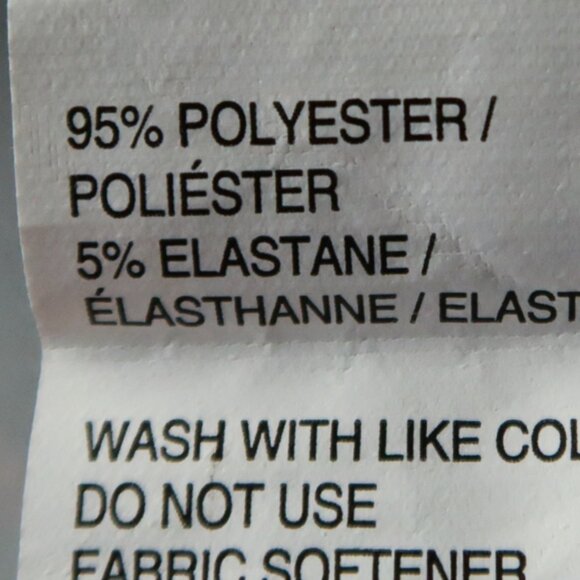 95% POLYESTER /
POLIÉSTER
5% ELASTANE /
ÉLASTHANNE / ELAST
WASH WITH LIKE COL
DO NOT USE
FABRIC SOFTENER